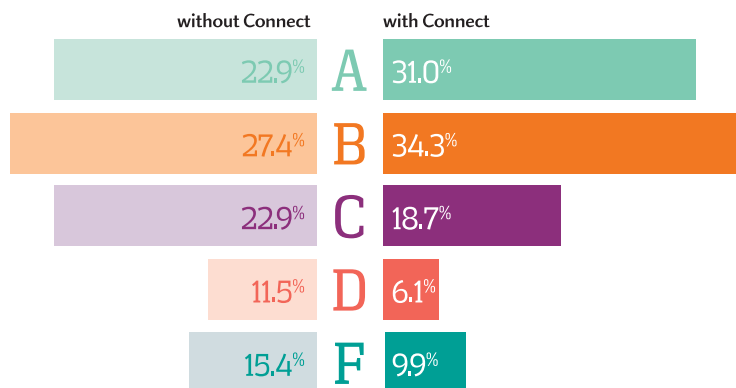 without Connect with Connect
22.9% A 31.0%
27.4% B 34.3%
22.9% C 18.7%
11.5% D 6.1%
15.4% F 9.9%